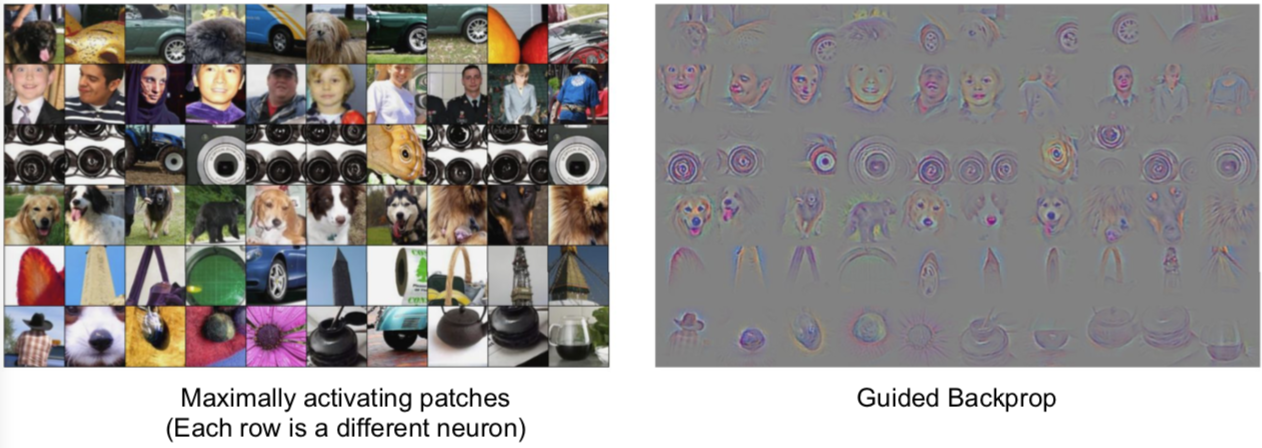 Maximally activating patches
(Each row is a different neuron)
Guided Backprop